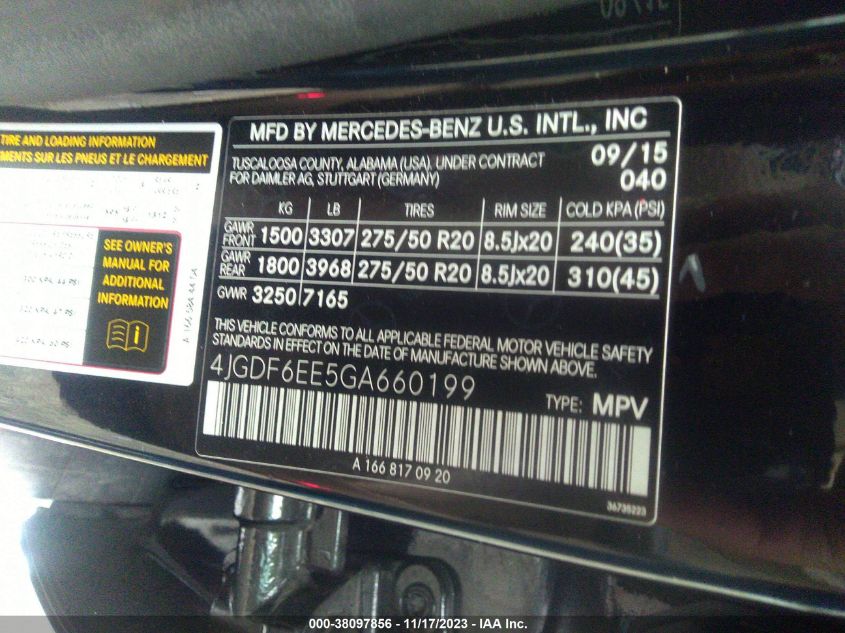 TIRE AND LOADING INFORMATION
MENTS SUR LES PNEUS ET LE CHARGEMENT
SEE OWNER'S
MANUAL FOR
ADDITIONAL
INFORMATION
MFD BY MERCEDES-BENZ U.S. INTL., INC
TUSCALOOSA COUNTY, ALABAMA (USA). UNDER CONTRACT 09/15
FOR DAIMLER AG, STUTTGART (GERMANY) 040
KG LB TIRES RIM SIZE COLD KPA (PSI)
GAWR FRONT 1500 3307 275/50 R20 8.5Jx20 240(35)
GAWR REAR 1800 3968 275/50 R20 8.5Jx20 310(45)
GVWR 3250 7165
THIS VEHICLE CONFORMS TO ALL APPLICABLE FEDERAL MOTOR VEHICLE SAFETY
STANDARDS IN EFFECT ON THE DATE OF MANUFACTURE SHOWN ABOVE.
4JGDF6EE5GA660199
TYPE: MPV
A 166 817 09 20
36735223
000-38097856 - 11/17/2023 - IAA Inc.